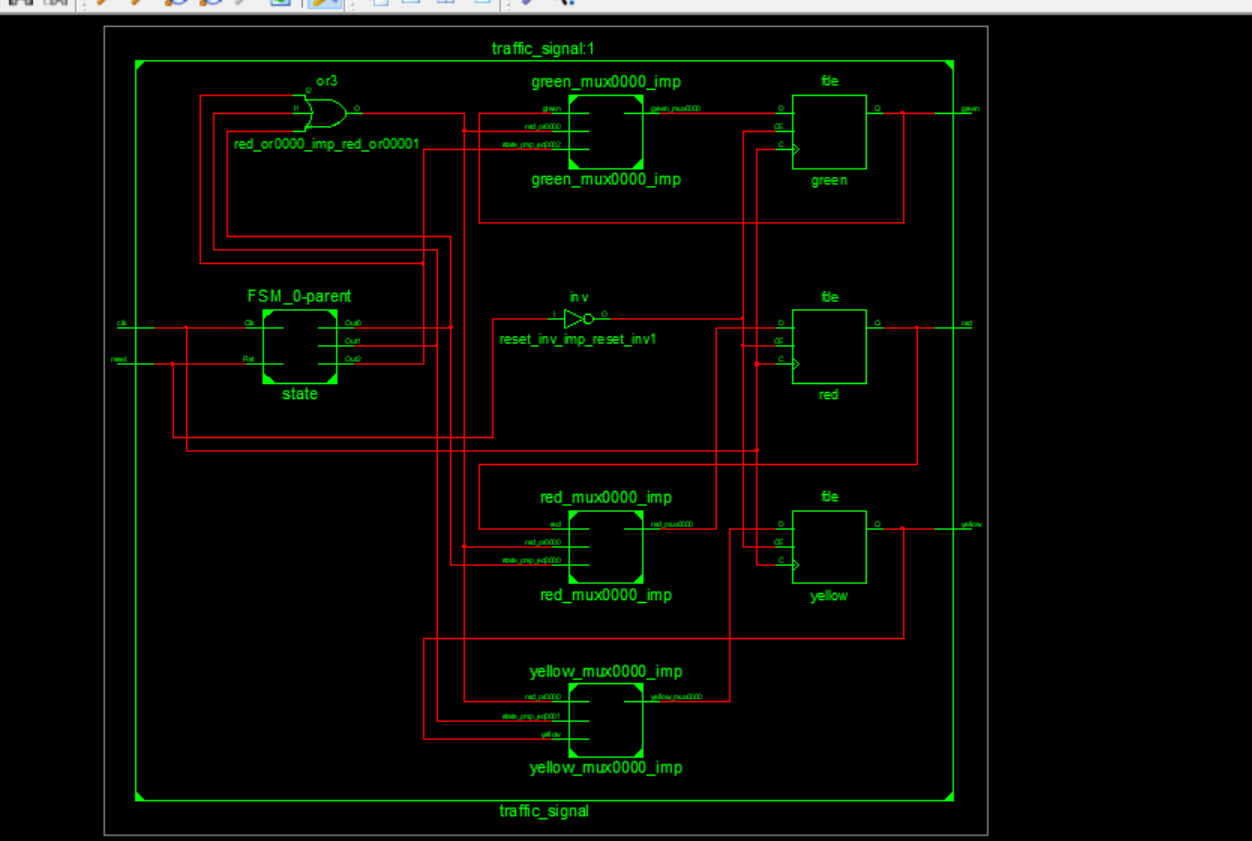 traffic_signal:1
or3
green_mux0000_imp
fde
I2
I1
O
green
green_mux0000
D
Q
green
red_or0000
CE
red_or0000_imp_red_or00001
state_cmp_eq0002
C
green_mux0000_imp
green
FSM_0-parent
inv
fde
clk
Clk
Out0
I
O
D
Q
red
Out1
reset_inv_imp_reset_inv1
CE
reset
Rst
Out2
C
state
red
red_mux0000_imp
fde
red
red_mux0000
D
Q
yellow
red_or0000
CE
state_cmp_eq0000
C
red_mux0000_imp
yellow
yellow_mux0000_imp
red_or0000
yellow_mux0000
state_cmp_eq0001
yellow
yellow_mux0000_imp
traffic_signal